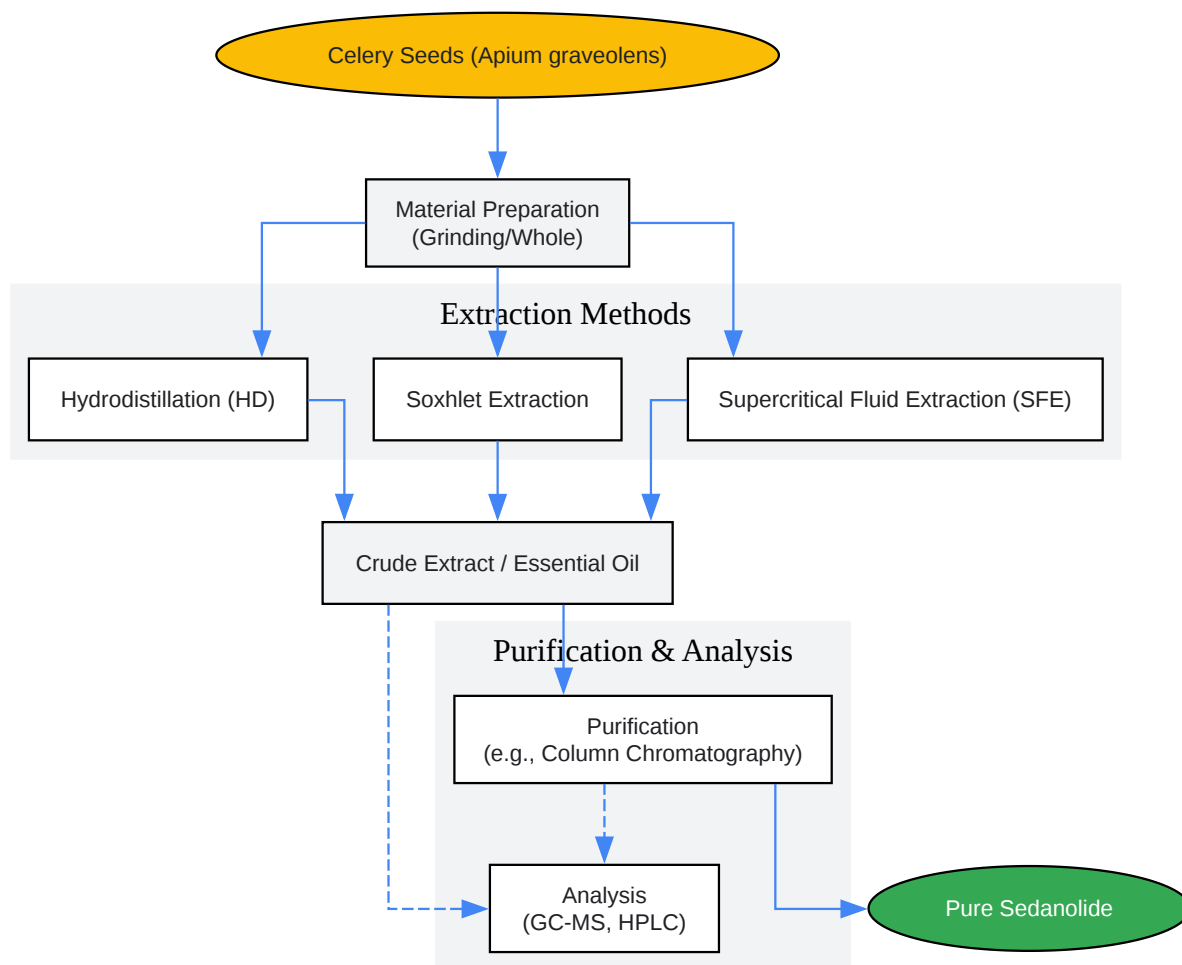 Celery Seeds (Apium graveolens)
Material Preparation
(Grinding/Whole)
Extraction Methods
Hydrodistillation (HD)
Soxhlet Extraction
Supercritical Fluid Extraction (SFE)
Crude Extract / Essential Oil
Purification & Analysis
Purification
(e.g., Column Chromatography)
Analysis
(GC-MS, HPLC)
Pure Sedanolide